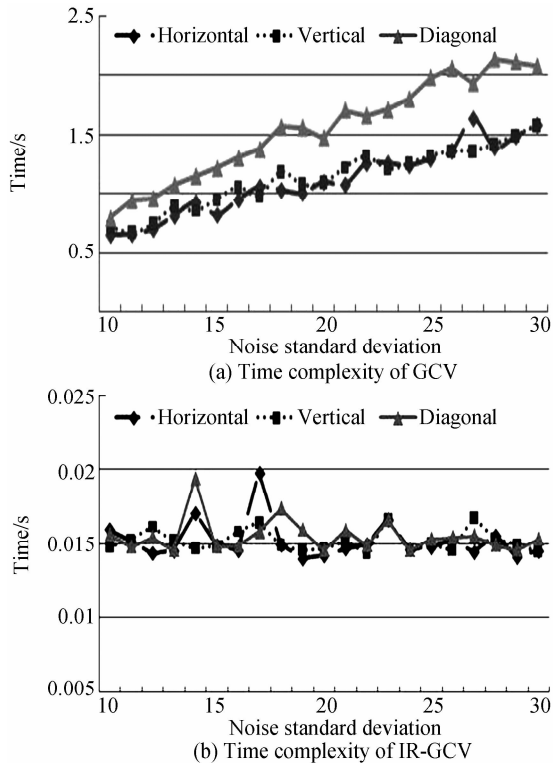 2.5
Horizontal Vertical Diagonal
1.5
0.5
Time/s
10 15 20 25 30
Noise standard deviation
(a) Time complexity of GCV
0.025
Horizontal Vertical Diagonal
0.02
0.015
0.01
0.005
Time/s
10 15 20 25 30
Noise standard deviation
(b) Time complexity of IR-GCV